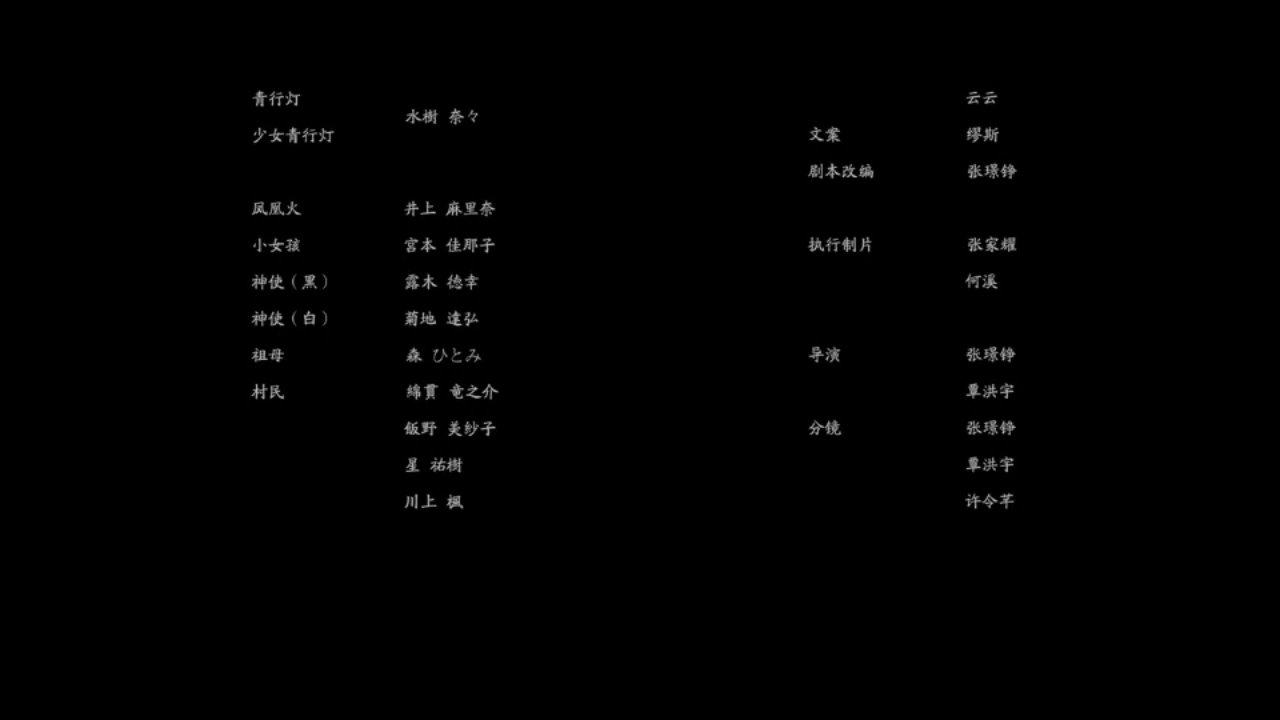 青行灯
少女青行灯
水樹 奈々
凤凰火 井上 麻里奈
小女孩 宮本 佳那子
神使（黑） 露木 徳幸
神使（白） 菊地 達弘
祖母 森 ひとみ
村民 綿貫 竜之介
飯野 美紗子
星 祐樹
川上 楓
云云
文案 缪斯
剧本改编 张璟铮
执行制片 张家耀
何溪
导演 张璟铮
覃洪宇
分镜 张璟铮
覃洪宇
许令芊